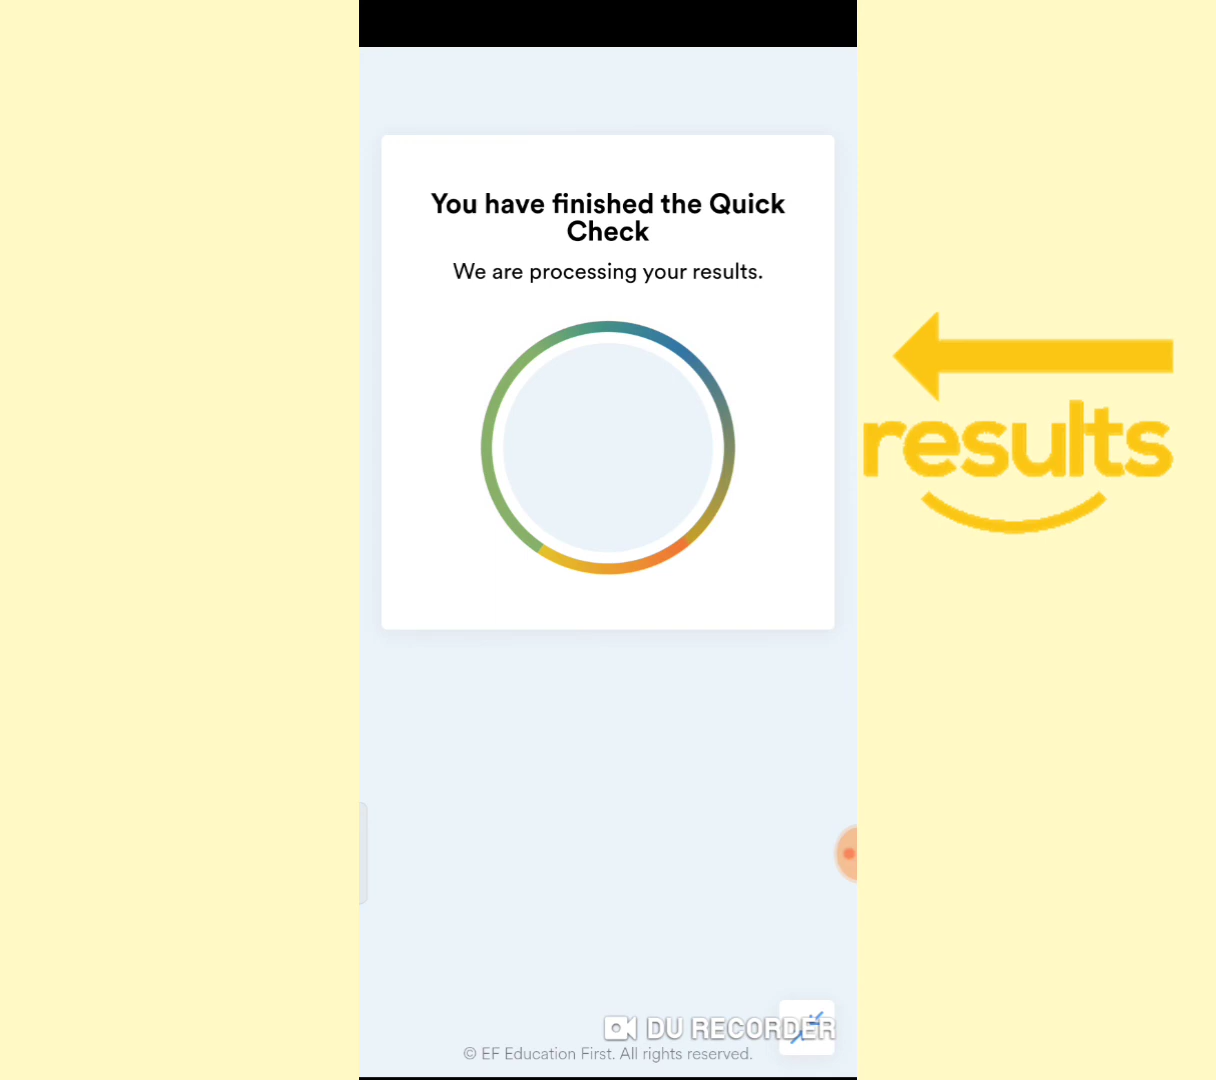 You have finished the Quick
Check
We are processing your results.
results
DU RECORDER
© EF Education First. All rights reserved.